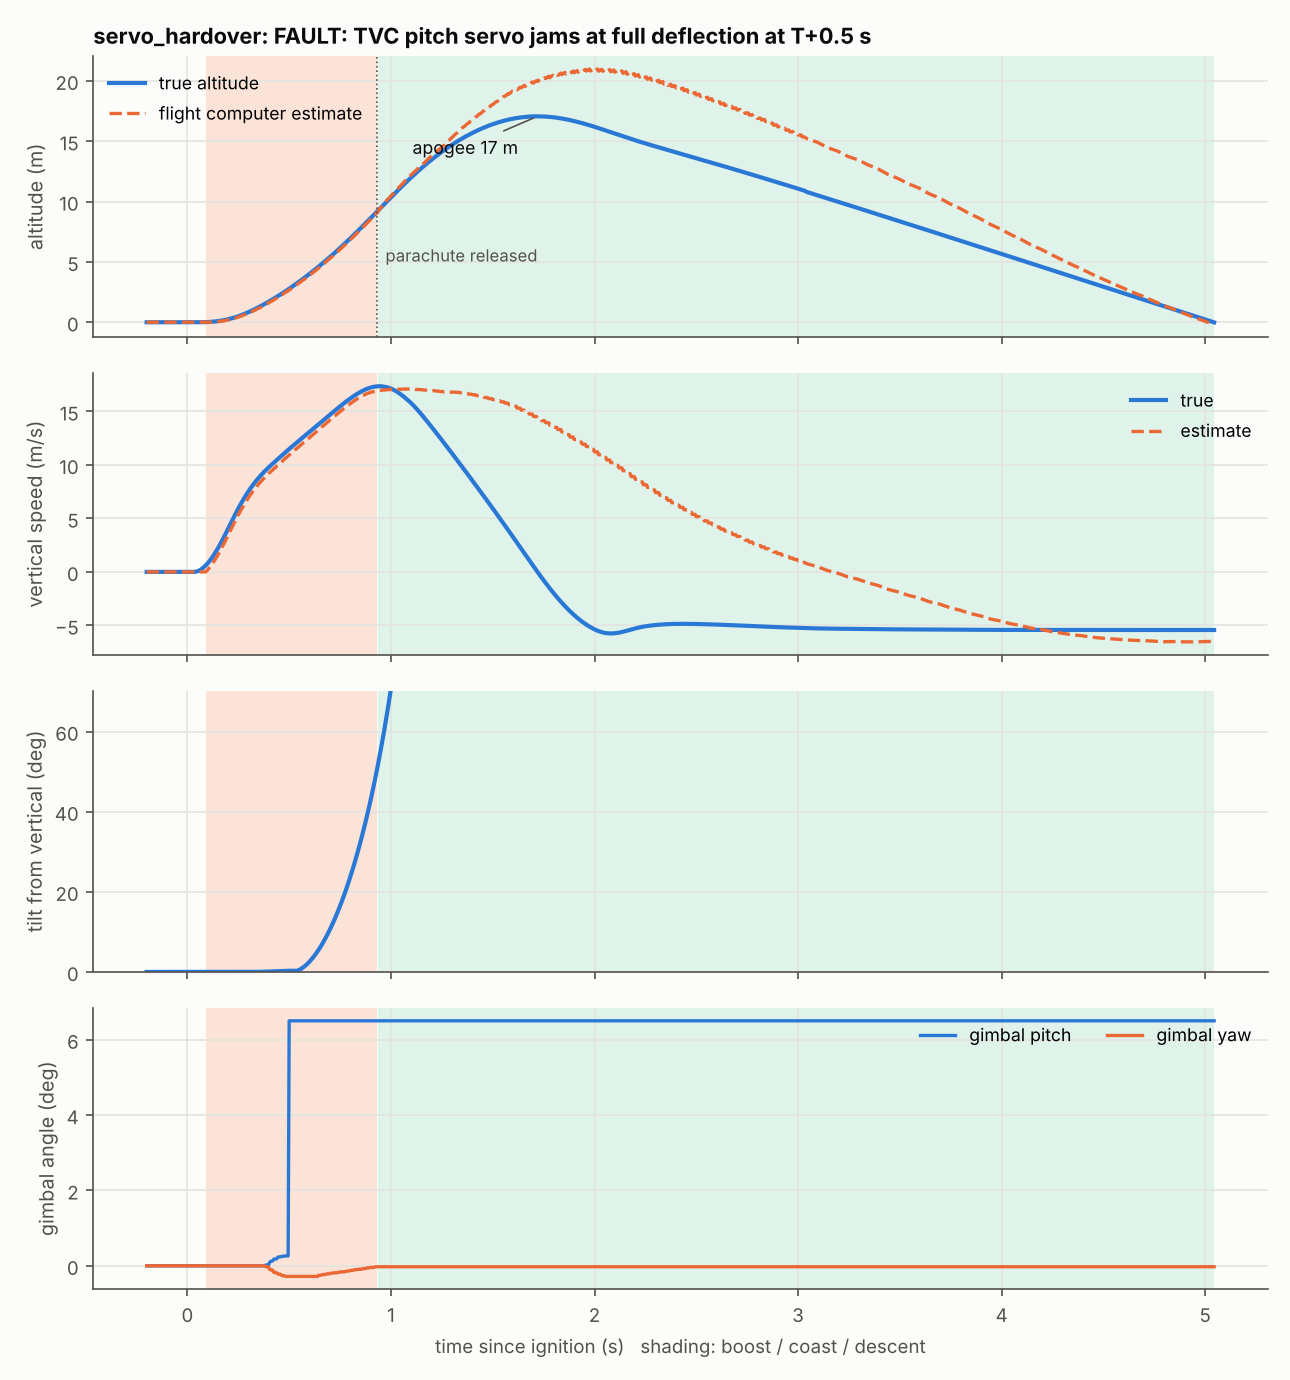 servo_hardover: FAULT: TVC pitch servo jams at full deflection at T+0.5 s
altitude (m)
20
15
10
5
0
true altitude
flight computer estimate
apogee 17 m
parachute released
vertical speed (m/s)
15
10
5
0
−5
true
estimate
tilt from vertical (deg)
60
40
20
0
gimbal angle (deg)
6
4
2
0
gimbal pitch
gimbal yaw
0 1 2 3 4 5
time since ignition (s)   shading: boost / coast / descent